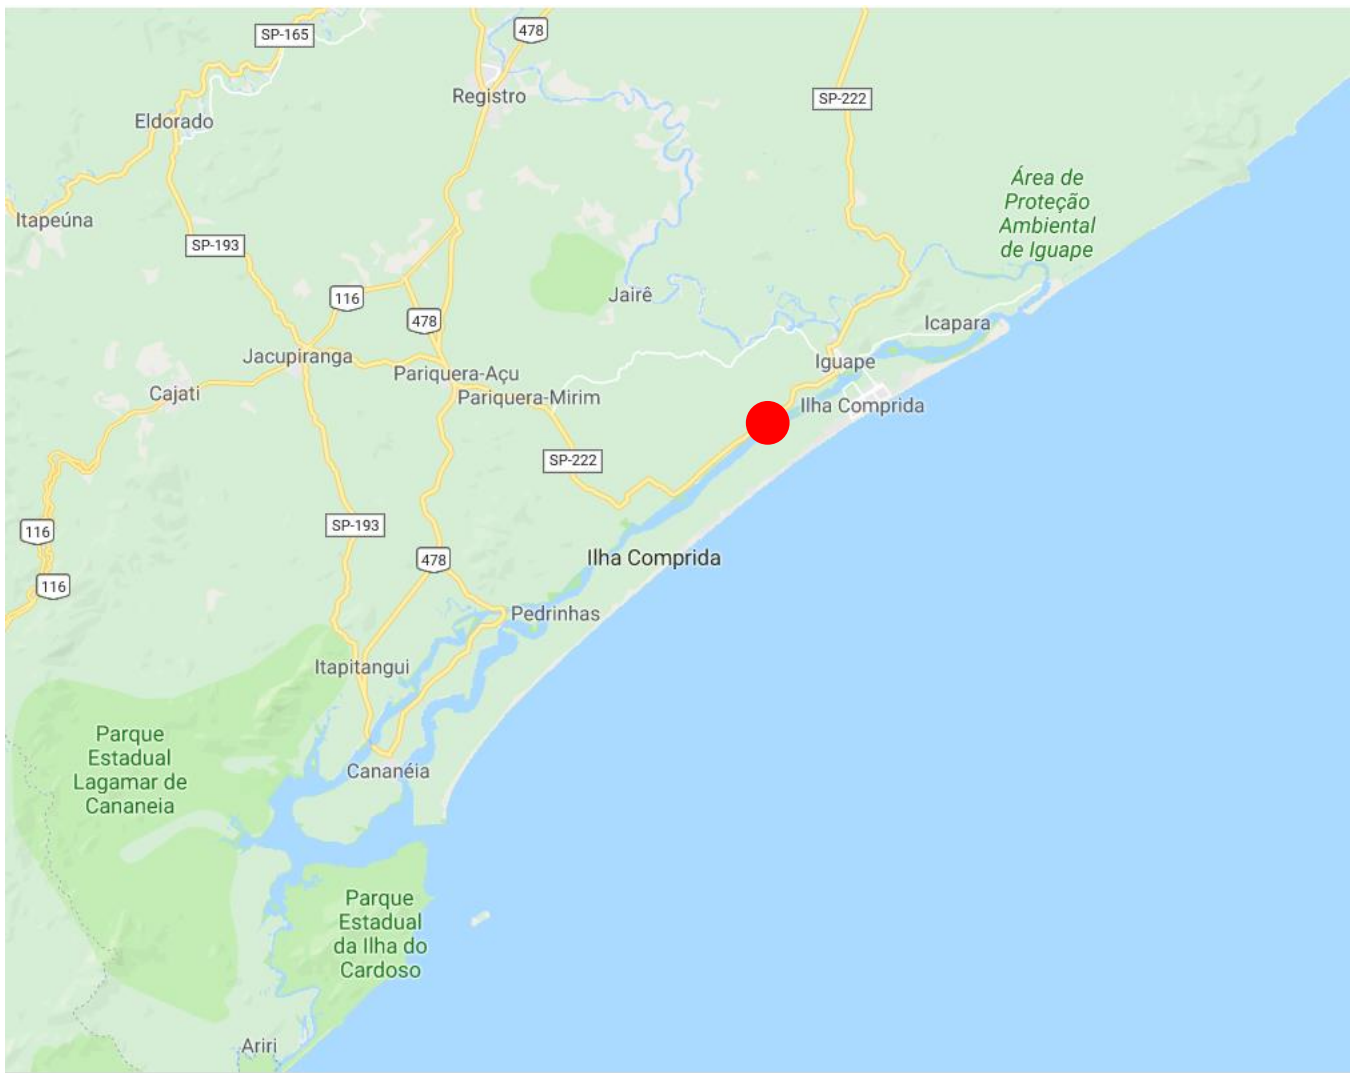 478
SP-165
Registro
SP-222
Eldorado
Área de
Proteção
Ambiental
de Iguape
Itapeúna
SP-193
Jairê
116
478
Icapara
Jacupiranga
Iguape
Pariquera-Açu
Cajati
Pariquera-Mirim
Ilha Comprida
SP-222
SP-193
116
478
Ilha Comprida
116
Pedrinhas
Itapitangui
Parque
Estadual
Lagamar de
Cananeia
Cananéia
Parque
Estadual
da Ilha do
Cardoso
Ariri